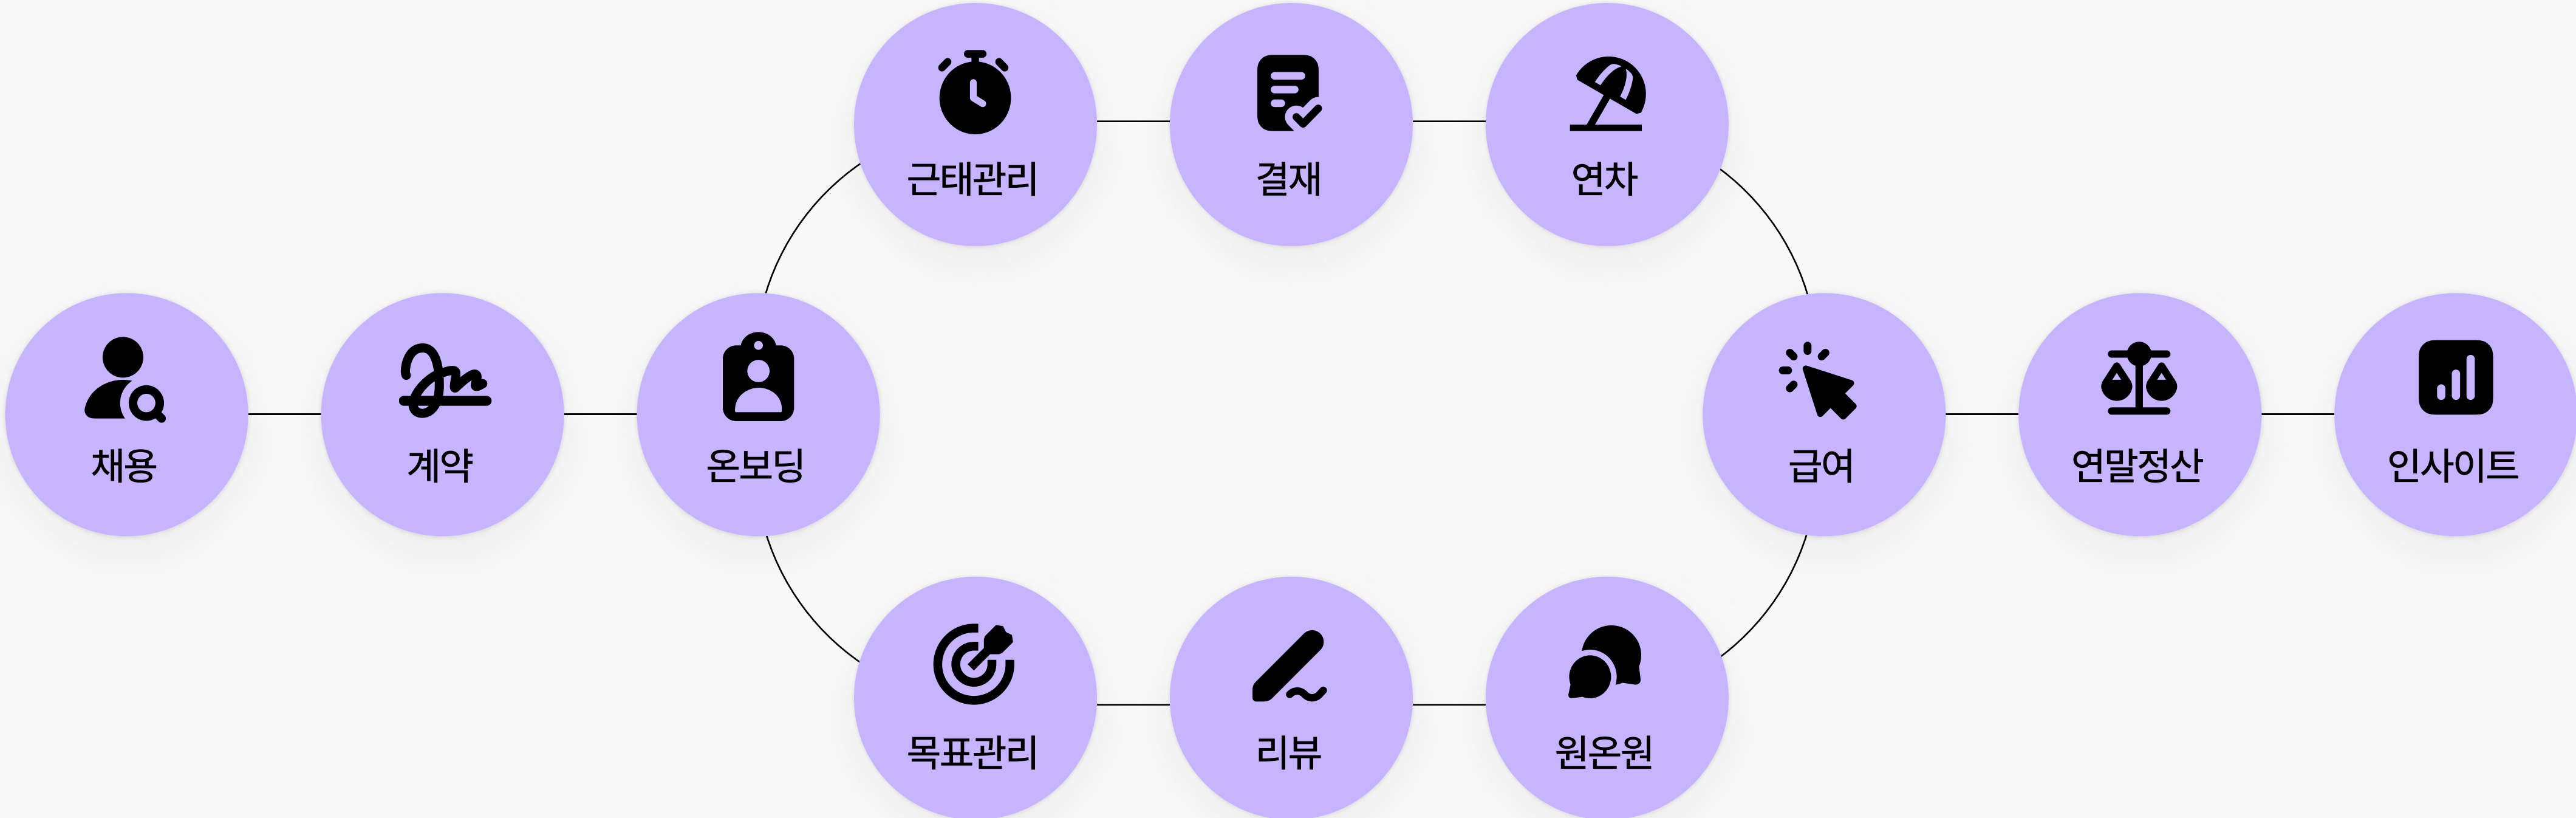 근태관리
결재
연차
채용
계약
온보딩
급여
연말정산
인사이트
목표관리
리뷰
원온원